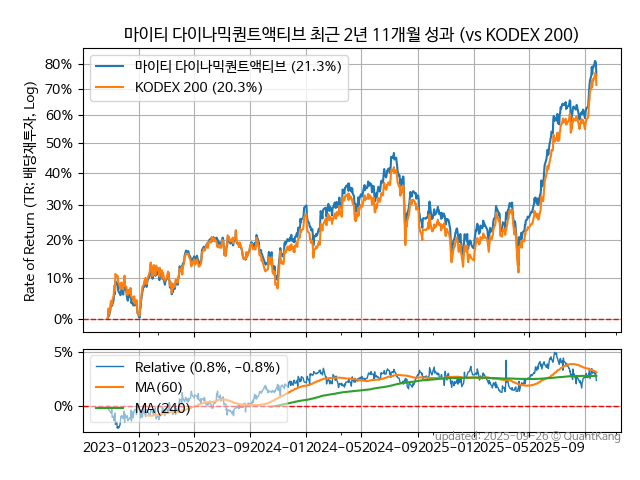 마이티 다이나믹퀀트액티브 최근 2년 11개월 성과 (vs KODEX 200)
Rate of Return (TR: 배당재투자, Log)
80%
70%
60%
50%
40%
30%
20%
10%
0%
마이티 다이나믹퀀트액티브 (21.3%)
KODEX 200 (20.3%)
5%
0%
Relative (0.8%, -0.8%)
MA(60)
MA(240)
2023-01
2023-05
2023-09
2024-01
2024-05
2024-09
2025-01
2025-05
2025-09
updated: 2025-09-26 © QuantKang